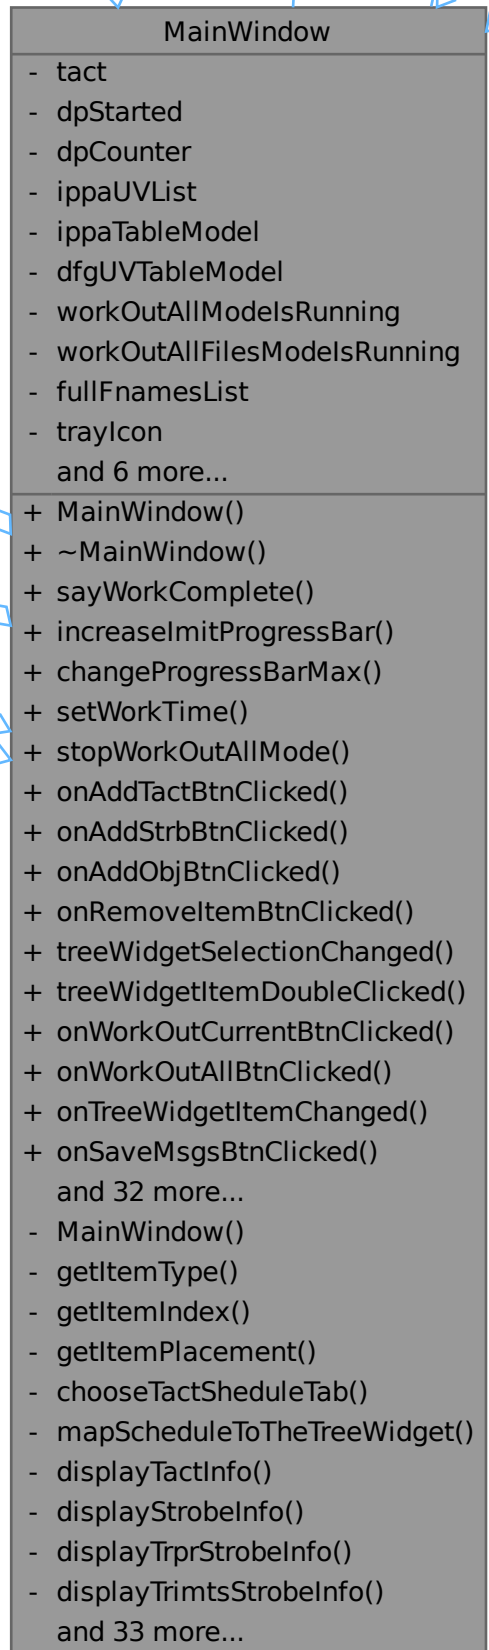 MainWindow
- tact
- dpStarted
- dpCounter
- ippaUVList
- ippaTableModel
- dfgUVTableModel
- workOutAllModeIsRunning
- workOutAllFilesModeIsRunning
- fullFnamesList
- trayIcon
and 6 more...
+ MainWindow()
+ ~MainWindow()
+ sayWorkComplete()
+ increaseImitProgressBar()
+ changeProgressBarMax()
+ setWorkTime()
+ stopWorkOutAllMode()
+ onAddTactBtnClicked()
+ onAddStrbBtnClicked()
+ onAddObjBtnClicked()
+ onRemoveItemBtnClicked()
+ treeWidgetSelectionChanged()
+ treeWidgetItemDoubleClicked()
+ onWorkOutCurrentBtnClicked()
+ onWorkOutAllBtnClicked()
+ onTreeWidgetItemChanged()
+ onSaveMsgsBtnClicked()
and 32 more...
- MainWindow()
- getItemType()
- getItemIndex()
- getItemPlacement()
- chooseTactSheduleTab()
- mapScheduleToTheTreeWidget()
- displayTactInfo()
- displayStrobeInfo()
- displayTrprStrobeInfo()
- displayTrimtsStrobeInfo()
and 33 more...